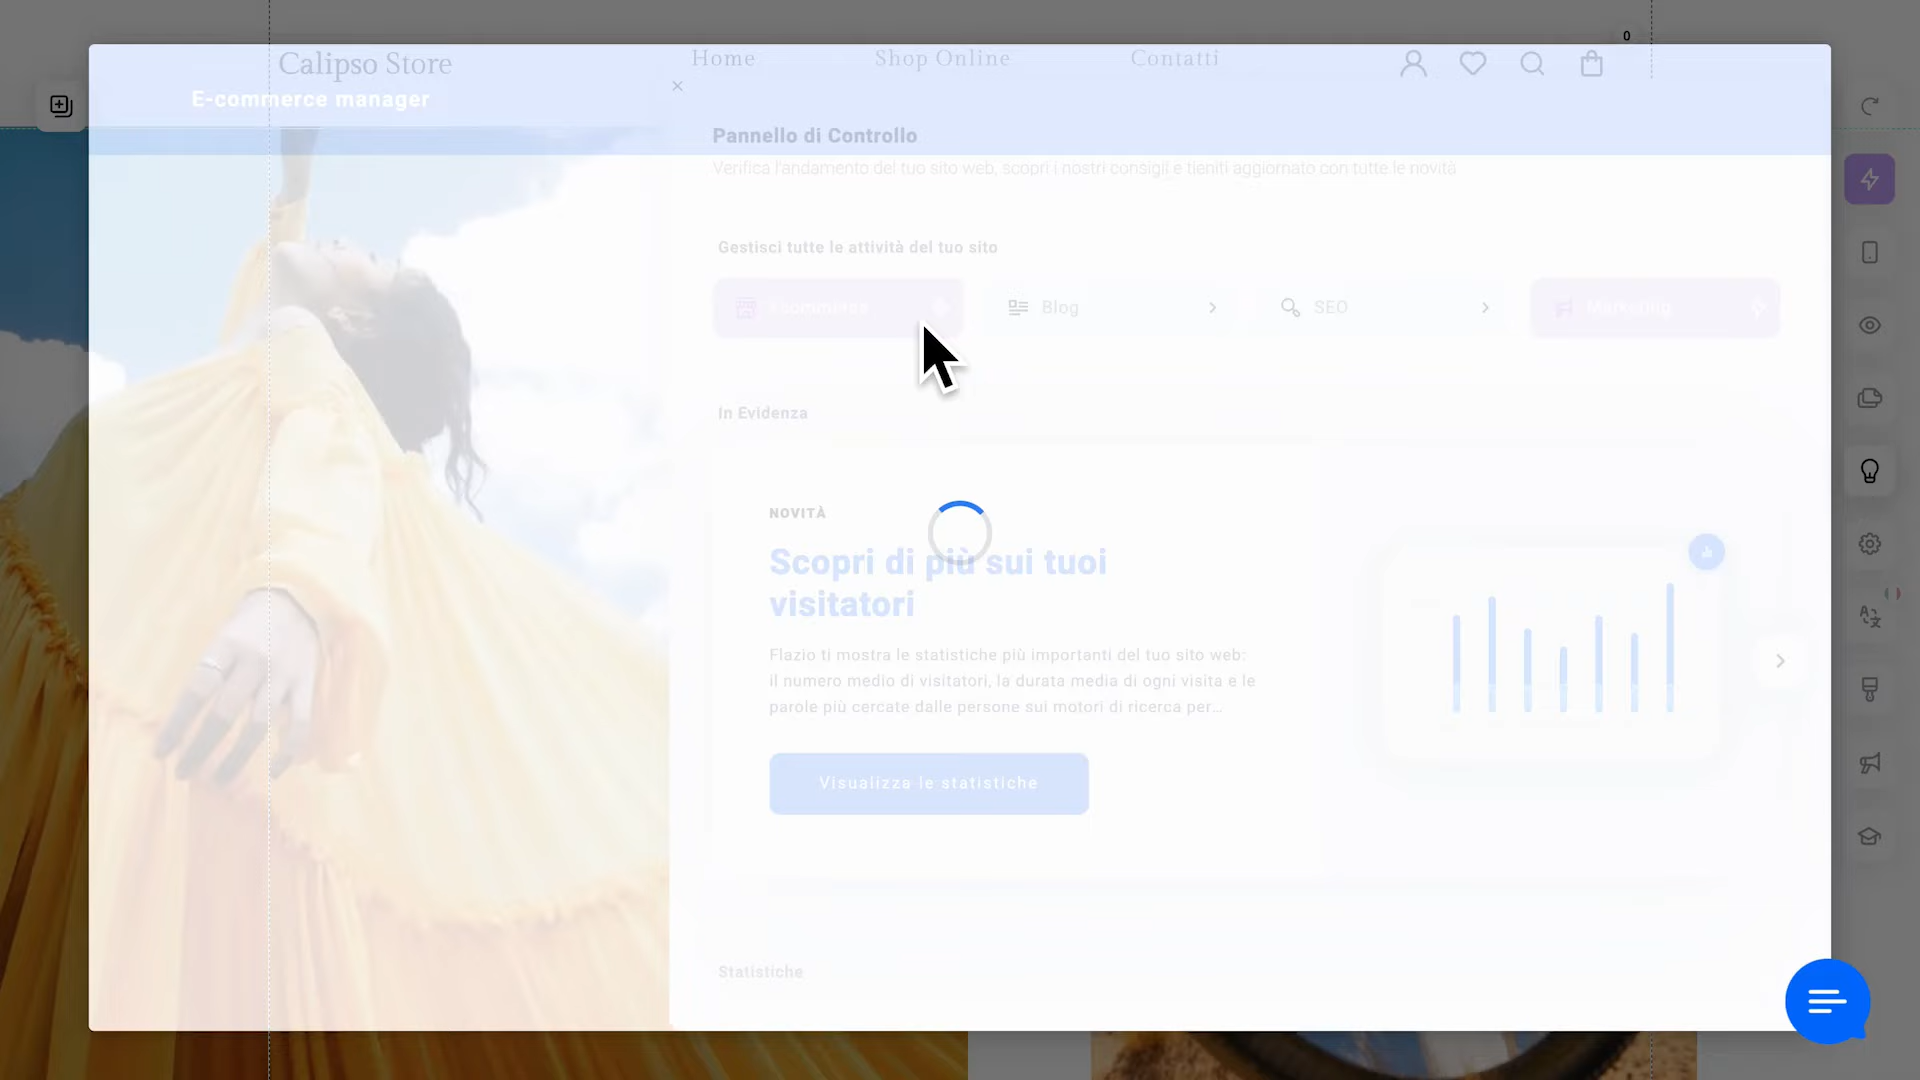 0
Calipso Store
Home
Shop Online
Contatti
E-commerce manager
Pannello di Controllo
Verifica l'andamento del tuo sito web, scopri i nostri consigli e tieniti aggiornato con tutte le novità
Gestisci tutte le attività del tuo sito
Ecommerce
Blog
SEO
Marketing
In Evidenza
NOVITÀ
Scopri di più sui tuoi
visitatori
Flazio ti mostra le statistiche più importanti del tuo sito web:
il numero medio di visitatori, la durata media di ogni visita e le
parole più cercate dalle persone sui motori di ricerca per…
Visualizza le statistiche
Statistiche